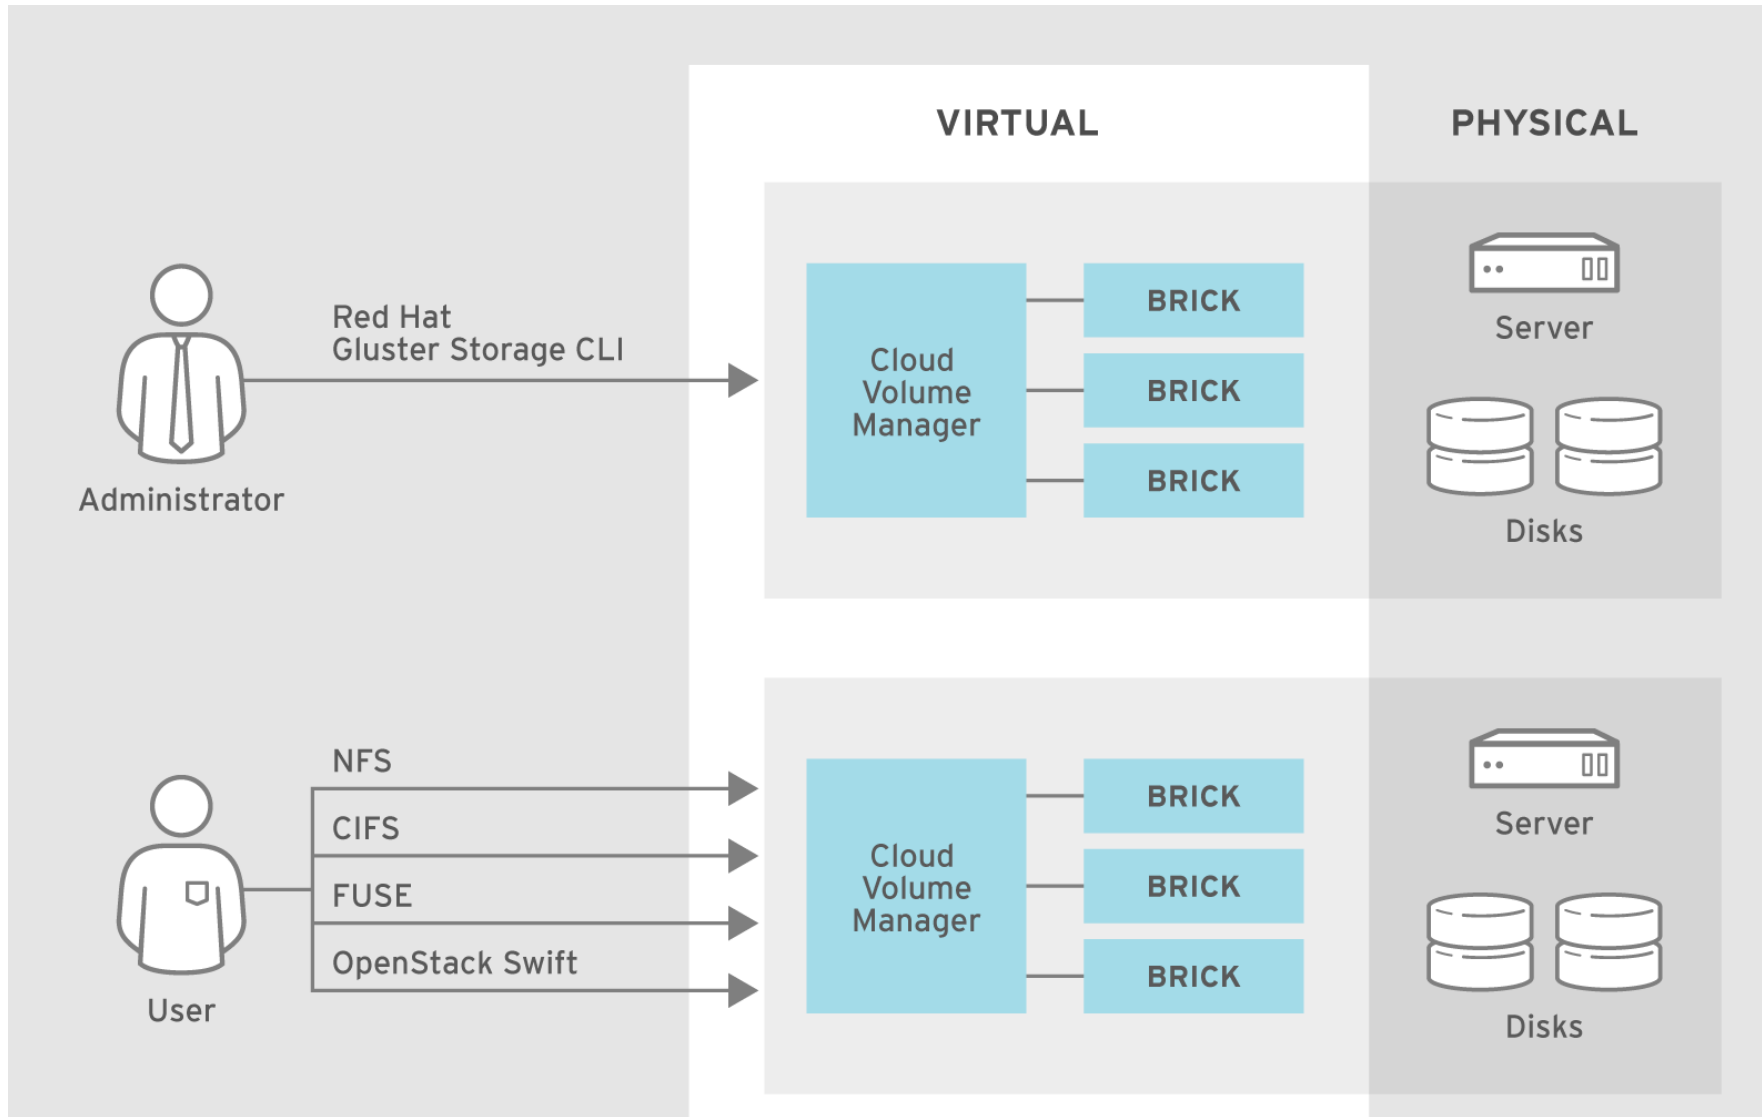 VIRTUAL
PHYSICAL
Red Hat
Gluster Storage CLI
Administrator
Cloud
Volume
Manager
BRICK
BRICK
BRICK
Server
Disks
NFS
CIFS
FUSE
OpenStack Swift
User
Cloud
Volume
Manager
BRICK
BRICK
BRICK
Server
Disks